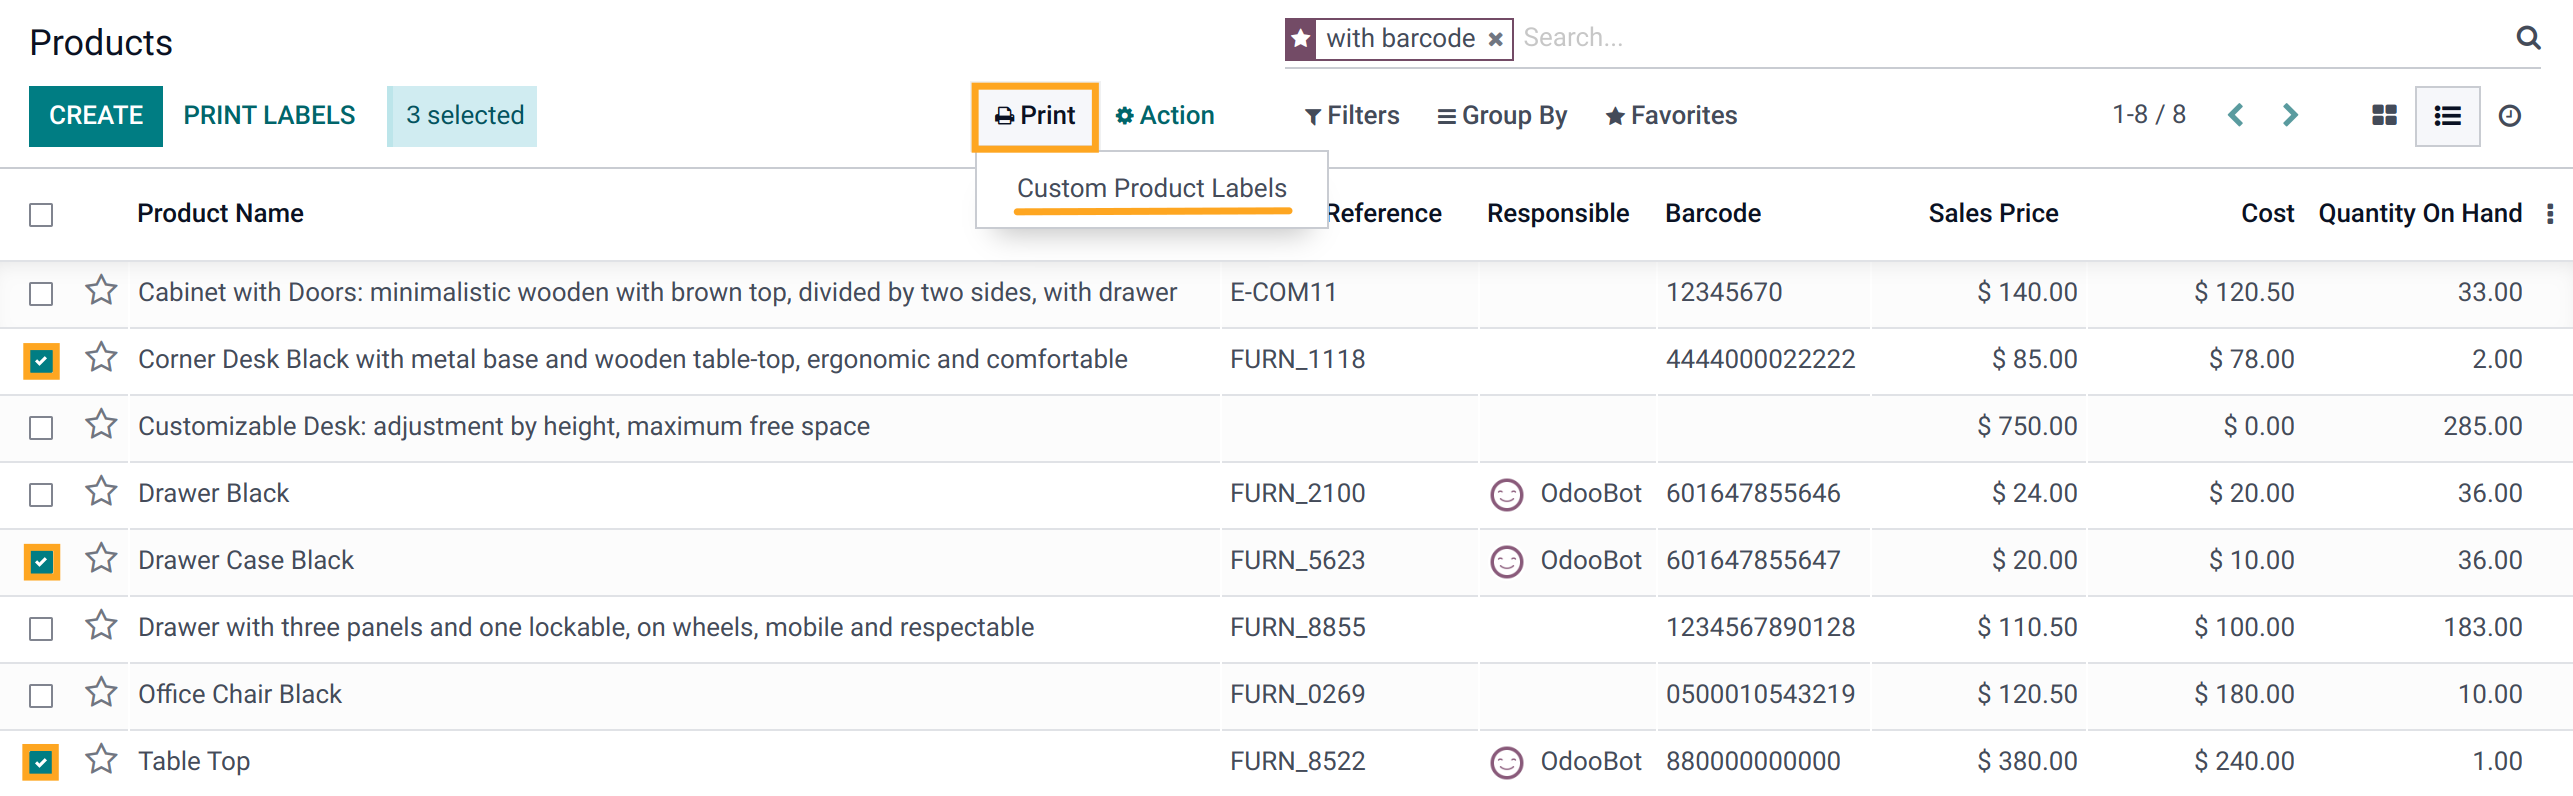 Products
with barcode
Search...
CREATE PRINT LABELS 3 selected Print Action Filters Group By Favorites 1-8 / 8
Custom Product Labels
Product Name Reference Responsible Barcode Sales Price Cost Quantity On Hand
Cabinet with Doors: minimalistic wooden with brown top, divided by two sides, with drawer E-COM11 12345670 $ 140.00 $ 120.50 33.00
Corner Desk Black with metal base and wooden table-top, ergonomic and comfortable FURN_1118 4444000022222 $ 85.00 $ 78.00 2.00
Customizable Desk: adjustment by height, maximum free space $ 750.00 $ 0.00 285.00
Drawer Black FURN_2100 OdooBot 601647855646 $ 24.00 $ 20.00 36.00
Drawer Case Black FURN_5623 OdooBot 601647855647 $ 20.00 $ 10.00 36.00
Drawer with three panels and one lockable, on wheels, mobile and respectable FURN_8855 1234567890128 $ 110.50 $ 100.00 183.00
Office Chair Black FURN_0269 0500010543219 $ 120.50 $ 180.00 10.00
Table Top FURN_8522 OdooBot 880000000000 $ 380.00 $ 240.00 1.00